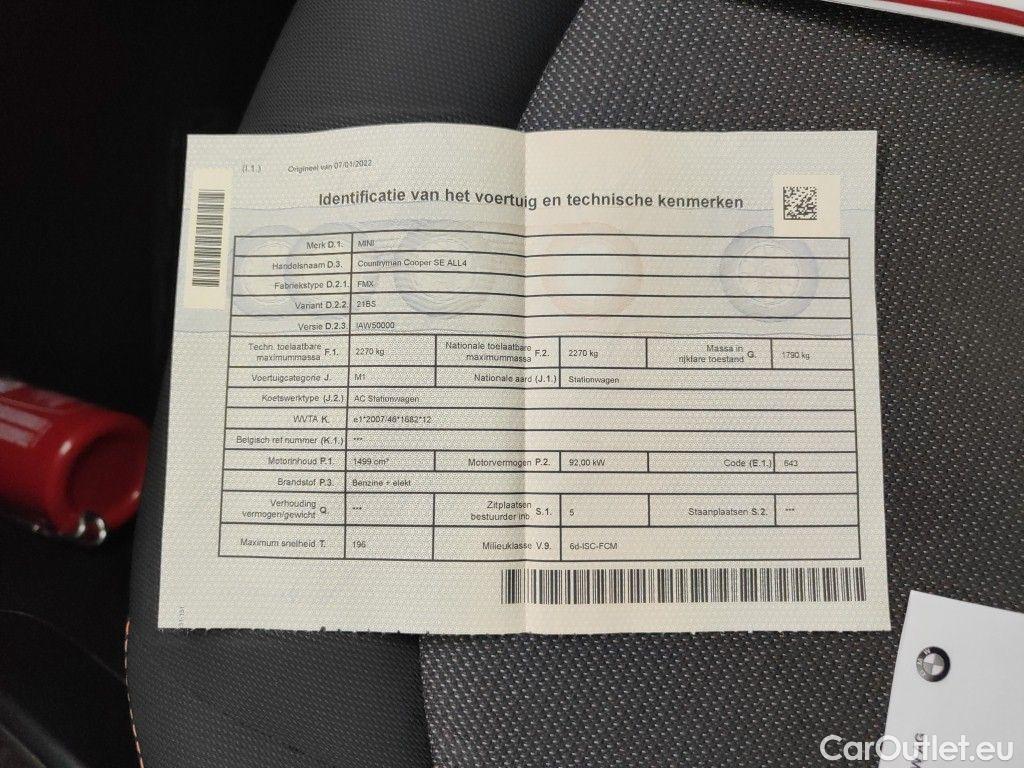 (I.1.) Origineel van 07/01/2022
Identificatie van het voertuig en technische kenmerken
Merk D.1. MINI
Handelsnaam D.3. Countryman Cooper SE ALL4
Fabriekstype D.2.1. FMX
Variant D.2.2. 21BS
Versie D.2.3. IAW50000
Techn. toelaatbare maximummassa F.1. 2270 kg Nationale toelaatbare maximummassa F.2. 2270 kg Massa in rijklare toestand G. 1790 kg
Voertuigcategorie J. M1 Nationale aard (J.1.) Stationwagen
Koetswerktype (J.2.) AC Stationwagen
WVTA K. e1*2007/46*1682*12
Belgisch ref.nummer (K.1.) ***
Motorinhoud P.1. 1499 cm³ Motorvermogen P.2. 92,00 kW Code (E.1.) 643
Brandstof P.3. Benzine + elekt
Verhouding vermogen/gewicht Q. *** Zitplaatsen bestuurder inb. S.1. 5 Staanplaatsen S.2. ***
Maximum snelheid T. 196 Milieuklasse V.9. 6d-ISC-FCM
BMW
AG
CarOutlet.eu